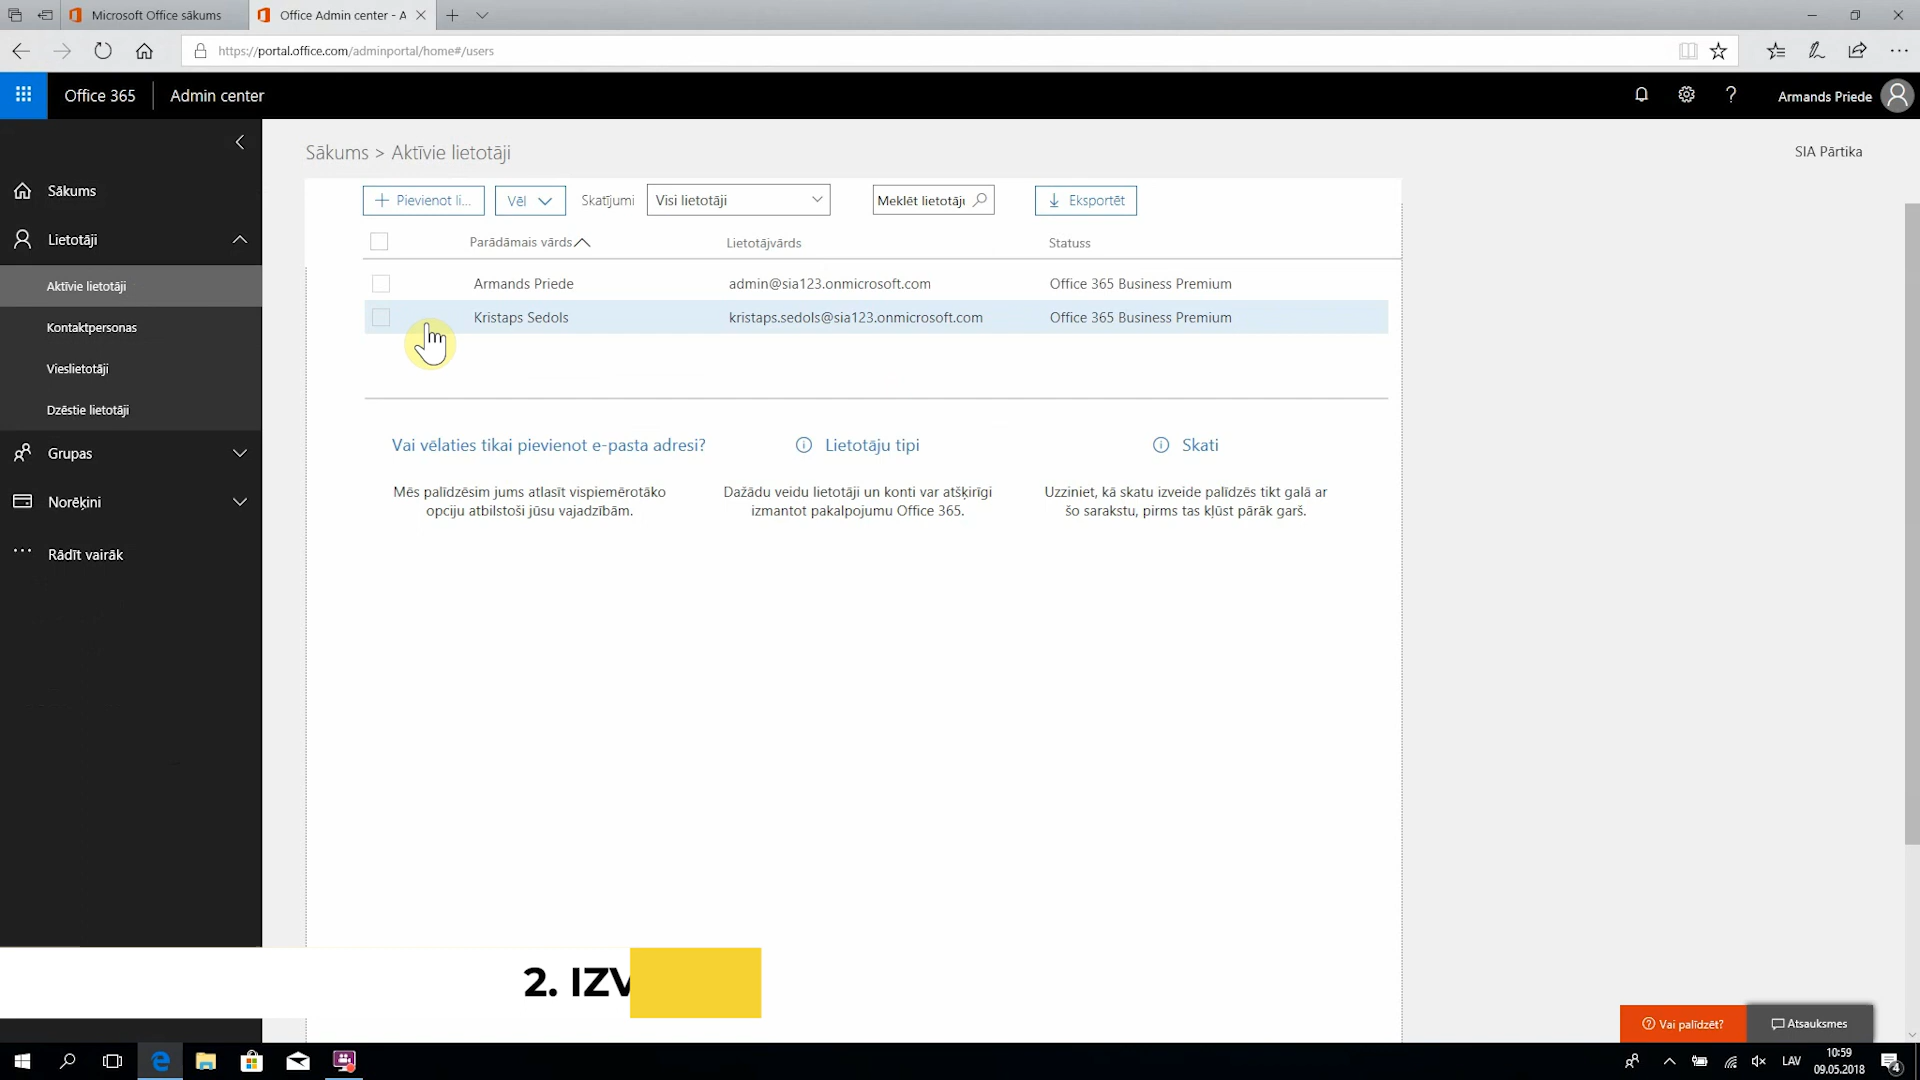 Microsoft Office sākums
Office Admin center - A
https://portal.office.com/adminportal/home#/users
Office 365
Admin center
Armands Priede
Sākums > Aktīvie lietotāji
SIA Pārtika
Sākums
Lietotāji
Aktīvie lietotāji
Kontaktpersonas
Vieslietotāji
Dzēstie lietotāji
Grupas
Norēķini
Rādīt vairāk
Pievienot li...
Vēl
Skatījumi
Visi lietotāji
Meklēt lietotāju
Eksportēt
Parādāmais vārds
Lietotājvārds
Statuss
Armands Priede admin@sia123.onmicrosoft.com Office 365 Business Premium
Kristaps Sedols kristaps.sedols@sia123.onmicrosoft.com Office 365 Business Premium
Vai vēlaties tikai pievienot e-pasta adresi?
Mēs palīdzēsim jums atlasīt vispiemērotāko
opciju atbilstoši jūsu vajadzībām.
Lietotāju tipi
Dažādu veidu lietotāji un konti var atšķirīgi
izmantot pakalpojumu Office 365.
Skati
Uzziniet, kā skatu izveide palīdzēs tikt galā ar
šo sarakstu, pirms tas kļūst pārāk garš.
2. IZV
Vai palīdzēt?
Atsauksmes
LAV
10:59
09.05.2018
4